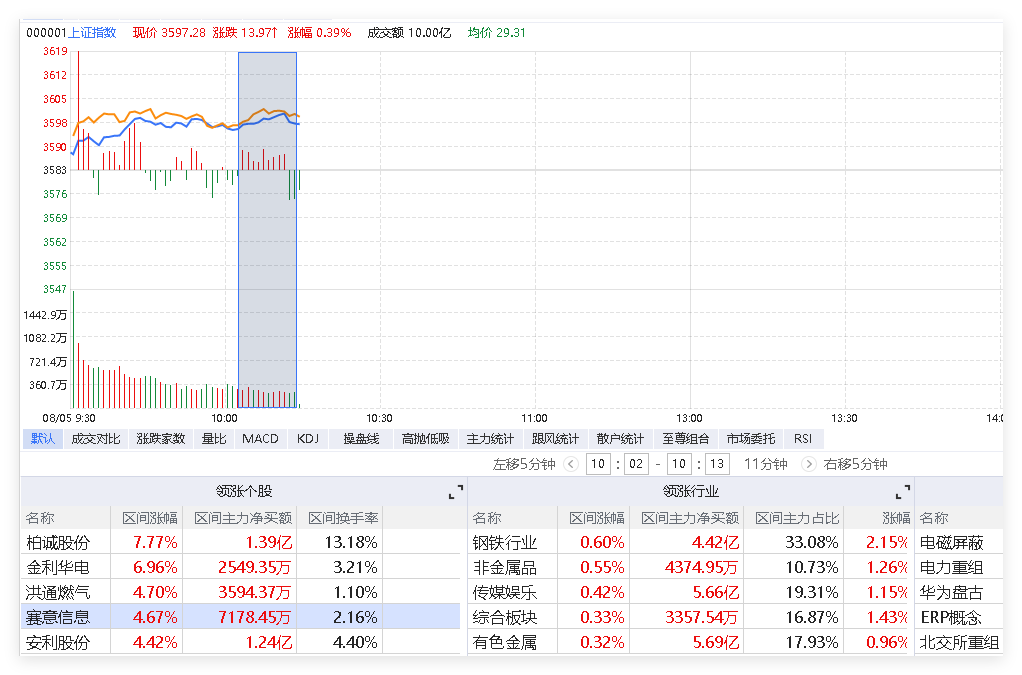 000001上证指数 现价 3597.28 涨跌 13.97↑ 涨幅 0.39% 成交额 10.00亿 均价 29.31
3619
3612
3605
3598
3590
3583
3576
3569
3562
3555
3547
1442.9万
1082.2万
721.4万
360.7万
08/05 9:30 10:00 10:30 11:00 13:00 13:30 14:0
默认 成交对比 涨跌家数 量比 MACD KDJ 操盘线 高抛低吸 主力统计 跟风统计 散户统计 至尊组合 市场委托 RSI
左移5分钟 10 : 02 - 10 : 13 11分钟 右移5分钟
领涨个股 领涨行业
名称 区间涨幅 区间主力净买额 区间换手率 名称 区间涨幅 区间主力净买额 区间主力占比 涨幅 名称
柏诚股份 7.77% 1.39亿 13.18% 钢铁行业 0.60% 4.42亿 33.08% 2.15% 电磁屏蔽
金利华电 6.96% 2549.35万 3.21% 非金属品 0.55% 4374.95万 10.73% 1.26% 电力重组
洪通燃气 4.70% 3594.37万 1.10% 传媒娱乐 0.42% 5.66亿 19.31% 1.15% 华为盘古
赛意信息 4.67% 7178.45万 2.16% 综合板块 0.33% 3357.54万 16.87% 1.43% ERP概念
安利股份 4.42% 1.24亿 4.40% 有色金属 0.32% 5.69亿 17.93% 0.96% 北交所重组